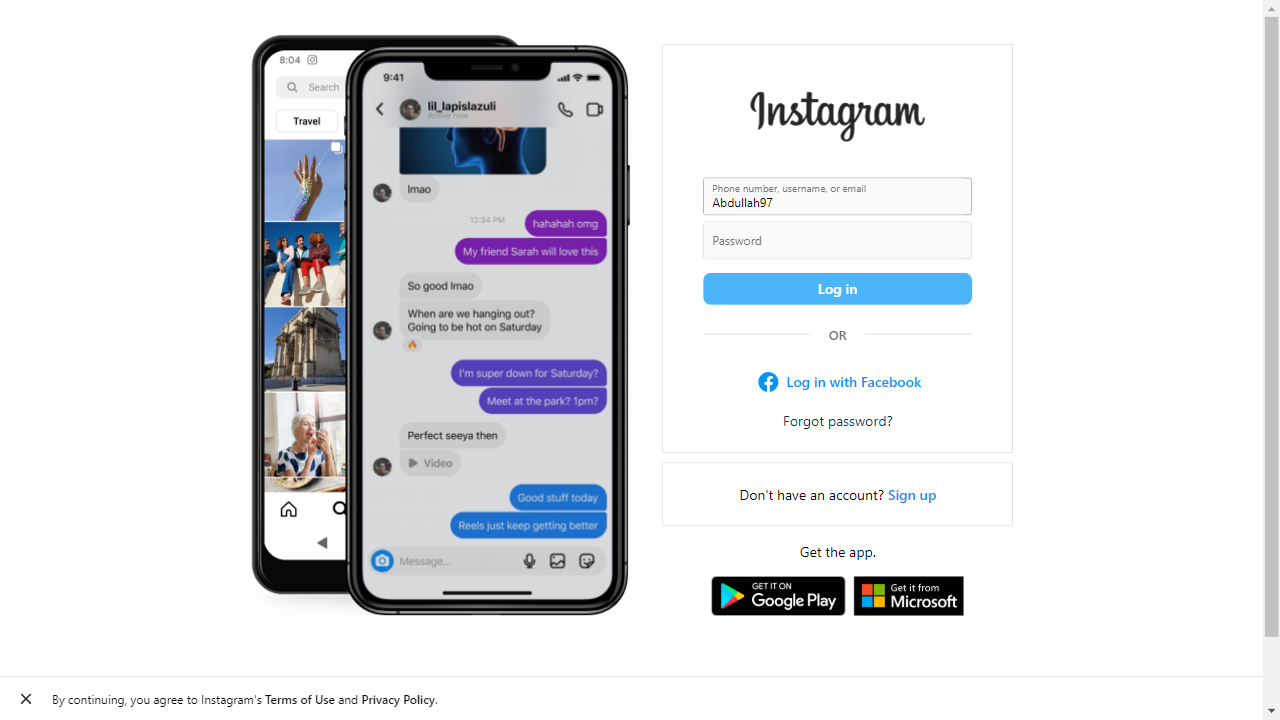 8:04
Search
Travel
9:41
lil_lapislazuli
Active now
lmao
12:34 PM
hahahah omg
My friend Sarah will love this
So good lmao
When are we hanging out?
Going to be hot on Saturday
I'm super down for Saturday?
Meet at the park? 1pm?
Perfect seeya then
Video
Good stuff today
Reels just keep getting better
Message...
Instagram
Phone number, username, or email
Abdullah97
Password
Log in
OR
Log in with Facebook
Forgot password?
Don't have an account? Sign up
Get the app.
GET IT ON
Google Play
Get it from
Microsoft
By continuing, you agree to Instagram's Terms of Use and Privacy Policy.